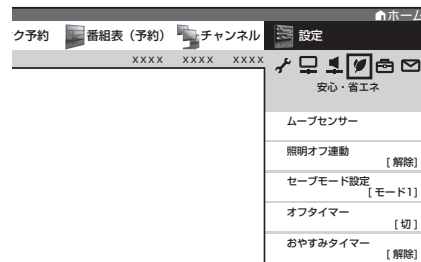 ホーム
ク予約 番組表（予約） チャンネル 設定
xxxx xxxx xxxx
安心・省エネ
ムーブセンサー
照明オフ連動
[ 解除]
セーブモード設定
[ モード1]
オフタイマー
[ 切 ]
おやすみタイマー
[ 解除]